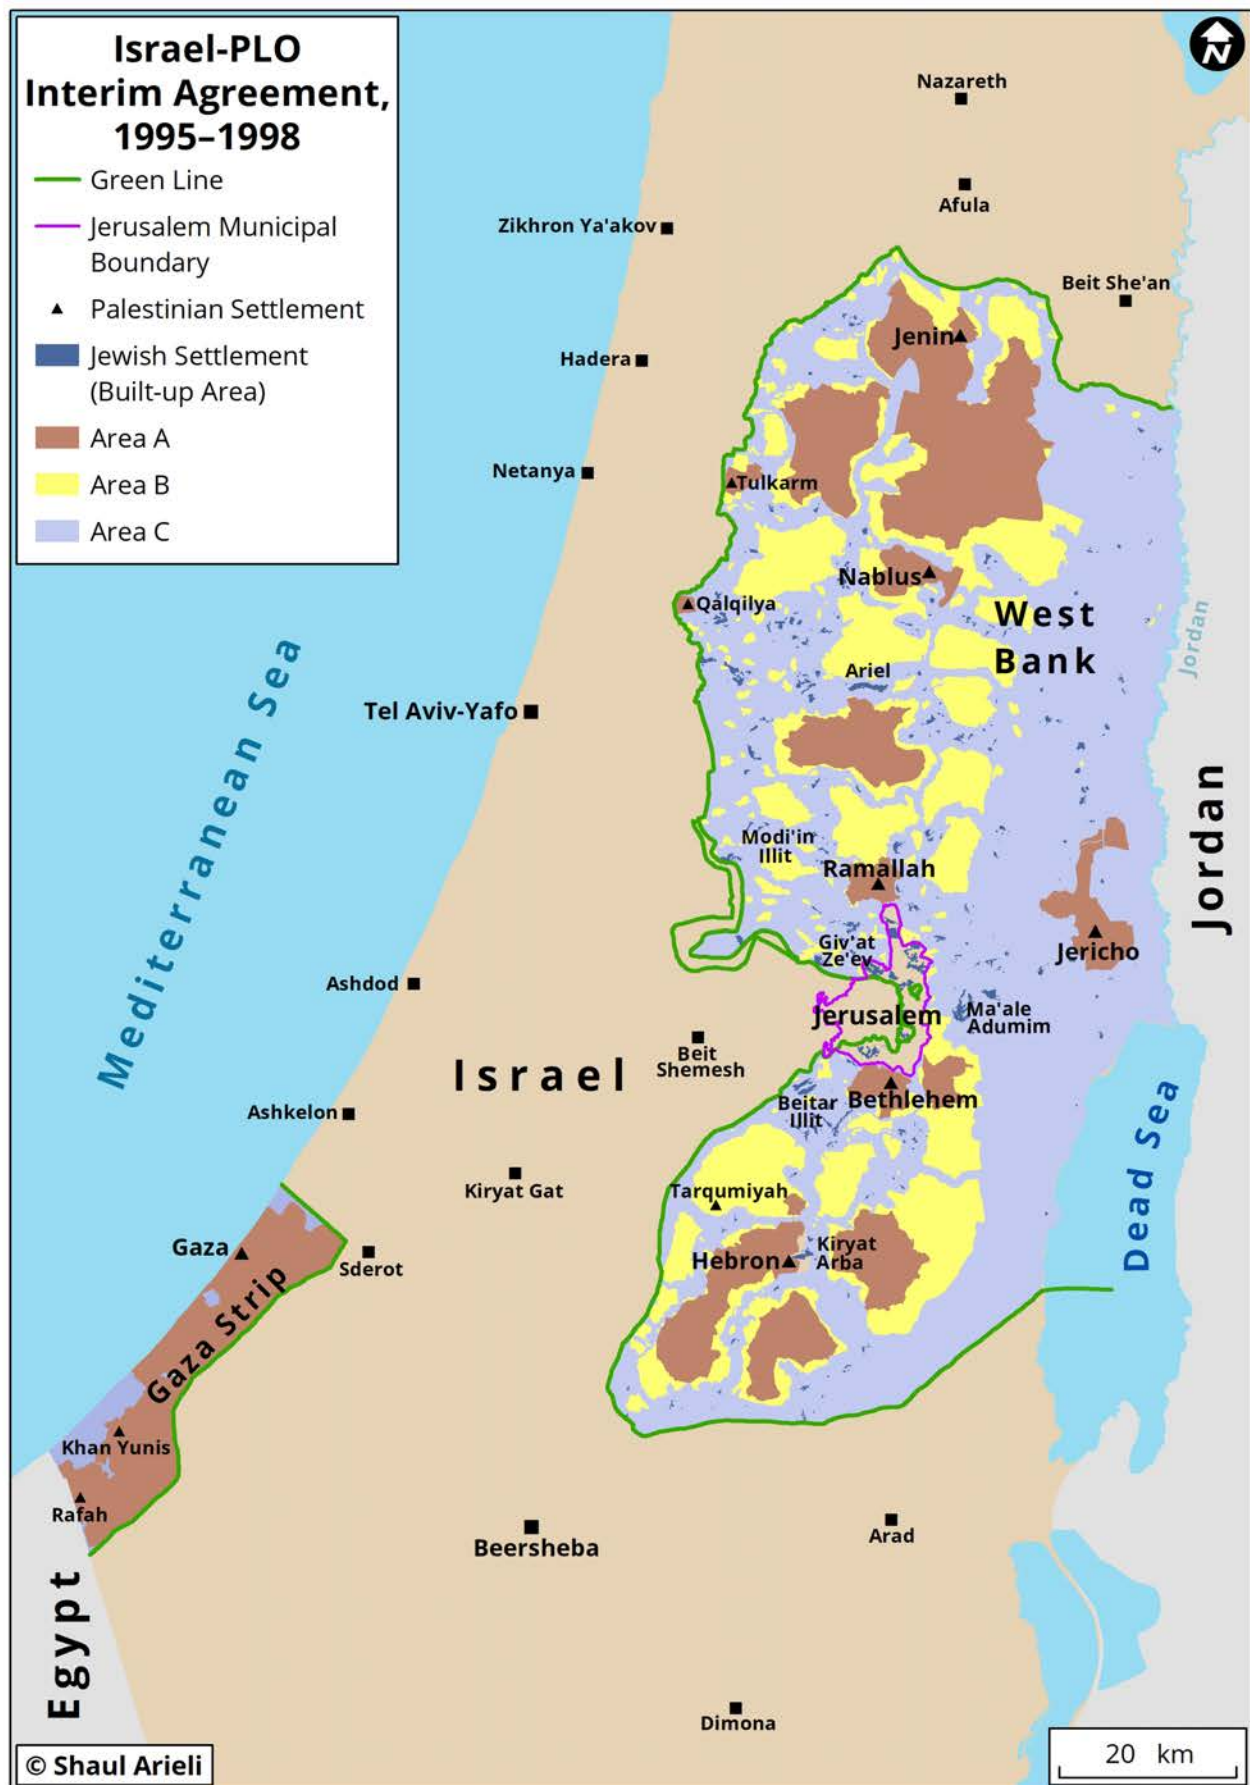 Israel-PLO
Interim Agreement,
1995–1998
Green Line
Jerusalem Municipal
Boundary
Palestinian Settlement
Jewish Settlement
(Built-up Area)
Area A
Area B
Area C
N
Nazareth
Afula
Zikhron Ya'akov
Beit She'an
Jenin
Hadera
Netanya
Tulkarm
Nablus
Qalqilya
West
Bank
Jordan
Ariel
Tel Aviv-Yafo
Mediterranean Sea
Jordan
Modi'in
Illit
Ramallah
Jericho
Giv'at
Ze'ev
Ashdod
Jerusalem
Ma'ale
Adumim
Beit
Shemesh
Israel
Bethlehem
Beitar
Illit
Ashkelon
Dead Sea
Kiryat Gat
Tarqumiyah
Gaza
Sderot
Hebron
Kiryat
Arba
Gaza Strip
Khan Yunis
Rafah
Beersheba
Arad
Egypt
Dimona
© Shaul Arieli
20 km